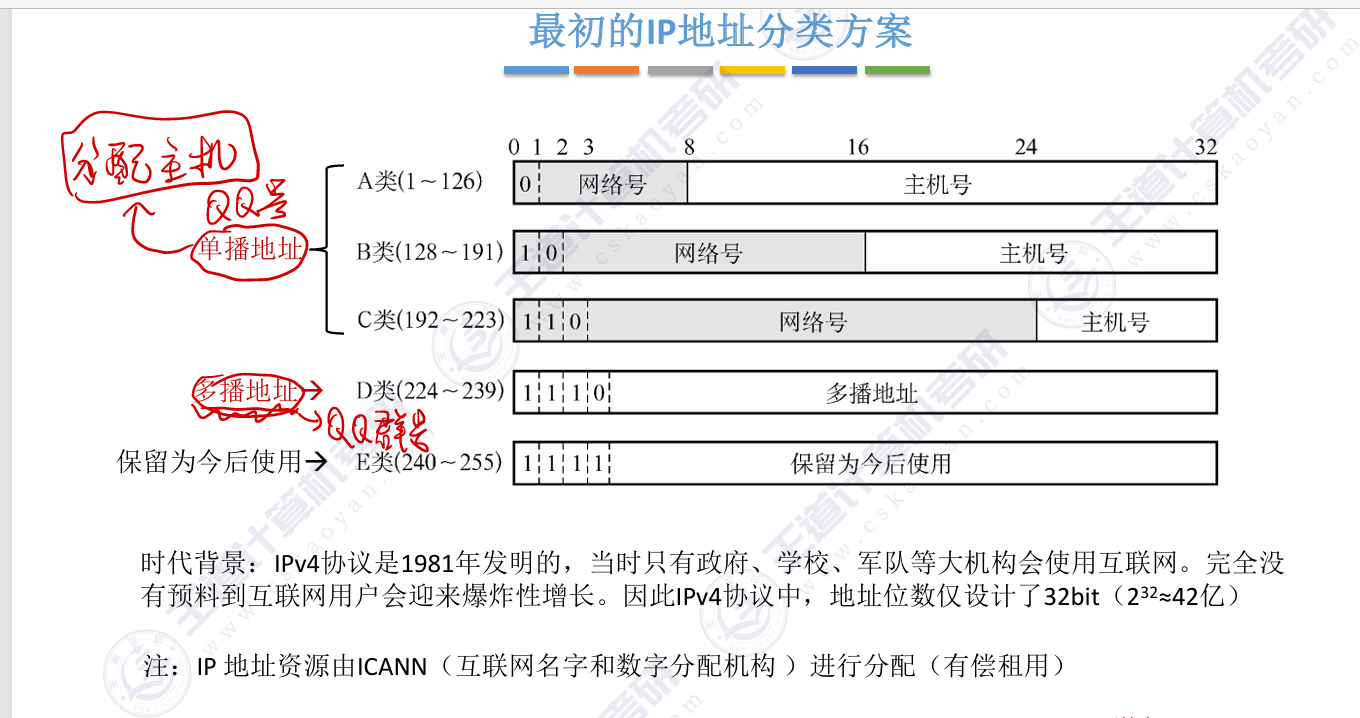 最初的IP地址分类方案
0 1 2 3 8 16 24 32
分配主机
QQ号
单播地址
A类(1～126) 0 网络号 主机号
B类(128～191) 1 0 网络号 主机号
C类(192～223) 1 1 0 网络号 主机号
多播地址→ D类(224～239) 1 1 1 0 多播地址
QQ群号
保留为今后使用→ E类(240～255) 1 1 1 1 保留为今后使用
时代背景：IPv4协议是1981年发明的，当时只有政府、学校、军队等大机构会使用互联网。完全没
有预料到互联网用户会迎来爆炸性增长。因此IPv4协议中，地址位数仅设计了32bit（2³²≈42亿）
注：IP 地址资源由ICANN（互联网名字和数字分配机构 ）进行分配（有偿租用）
王道计算机考研
www.cskaoyan.com